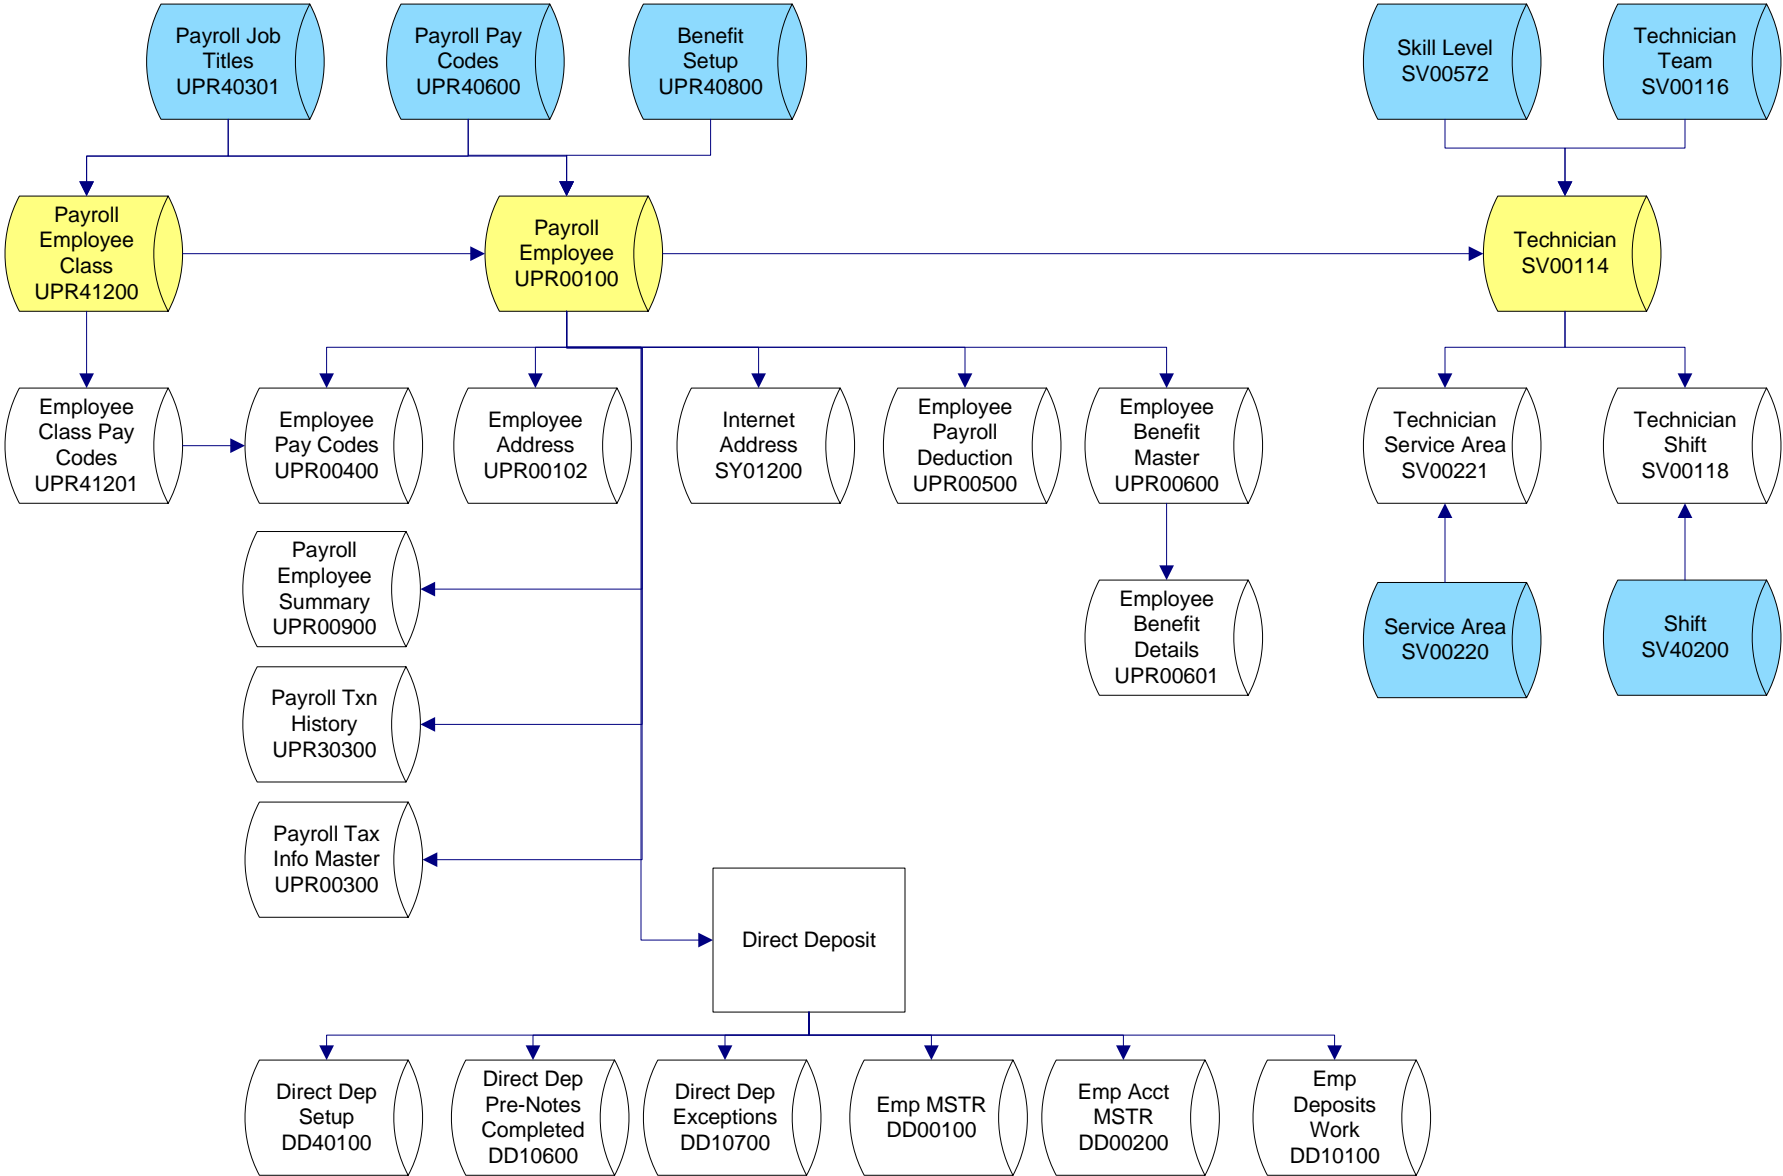 Payroll Job
Titles
UPR40301
Payroll Pay
Codes
UPR40600
Benefit
Setup
UPR40800
Skill Level
SV00572
Technician
Team
SV00116
Payroll
Employee
Class
UPR41200
Payroll
Employee
UPR00100
Technician
SV00114
Employee
Class Pay
Codes
UPR41201
Employee
Pay Codes
UPR00400
Employee
Address
UPR00102
Internet
Address
SY01200
Employee
Payroll
Deduction
UPR00500
Employee
Benefit
Master
UPR00600
Technician
Service Area
SV00221
Technician
Shift
SV00118
Payroll
Employee
Summary
UPR00900
Employee
Benefit
Details
UPR00601
Service Area
SV00220
Shift
SV40200
Payroll Txn
History
UPR30300
Payroll Tax
Info Master
UPR00300
Direct Deposit
Direct Dep
Setup
DD40100
Direct Dep
Pre-Notes
Completed
DD10600
Direct Dep
Exceptions
DD10700
Emp MSTR
DD00100
Emp Acct
MSTR
DD00200
Emp
Deposits
Work
DD10100